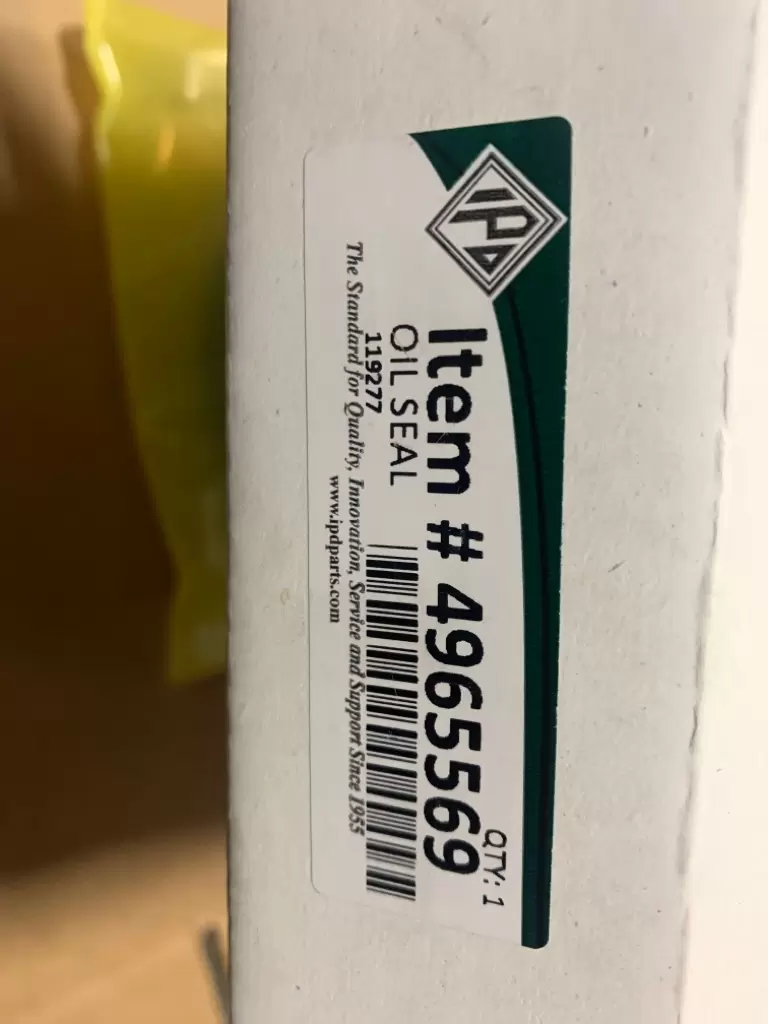 IPD
QTY: 1
Item # 4965569
OIL SEAL
119277
The Standard for Quality, Innovation, Service and Support Since 1955
www.ipdparts.com